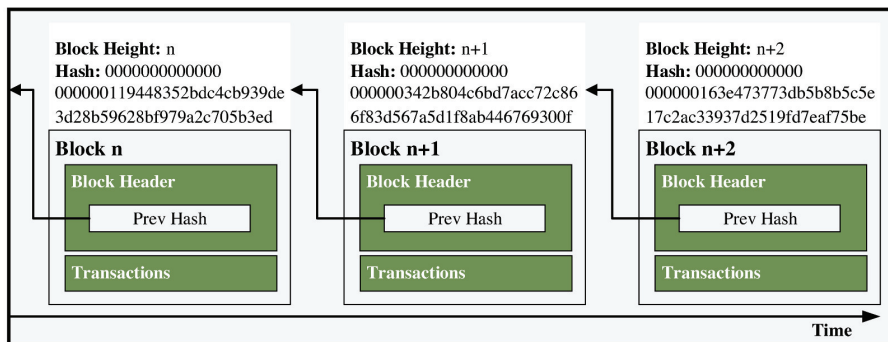 Block Height: n
Hash: 0000000000000
000000119448352bdc4cb939de
3d28b59628bf979a2c705b3ed
Block n
Block Header
Prev Hash
Transactions
Block Height: n+1
Hash: 000000000000
000000342b804c6bd7acc72c86
6f83d567a5d1f8ab446769300f
Block n+1
Block Header
Prev Hash
Transactions
Block Height: n+2
Hash: 000000000000
000000163e473773db5b8b5c5e
17c2ac33937d2519fd7eaf75be
Block n+2
Block Header
Prev Hash
Transactions
Time